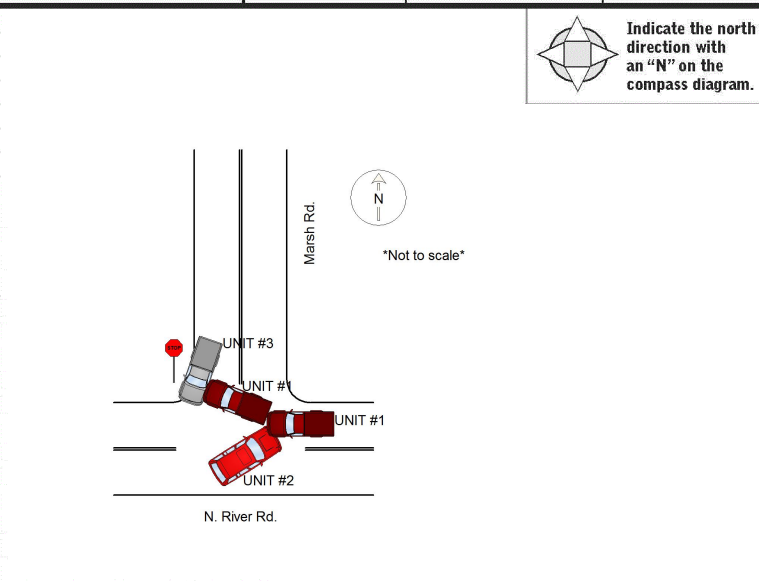 Indicate the north
direction with
an “N” on the
compass diagram.
N
Marsh Rd.
*Not to scale*
STOP
UNIT #3
UNIT #1
UNIT #1
UNIT #2
N. River Rd.